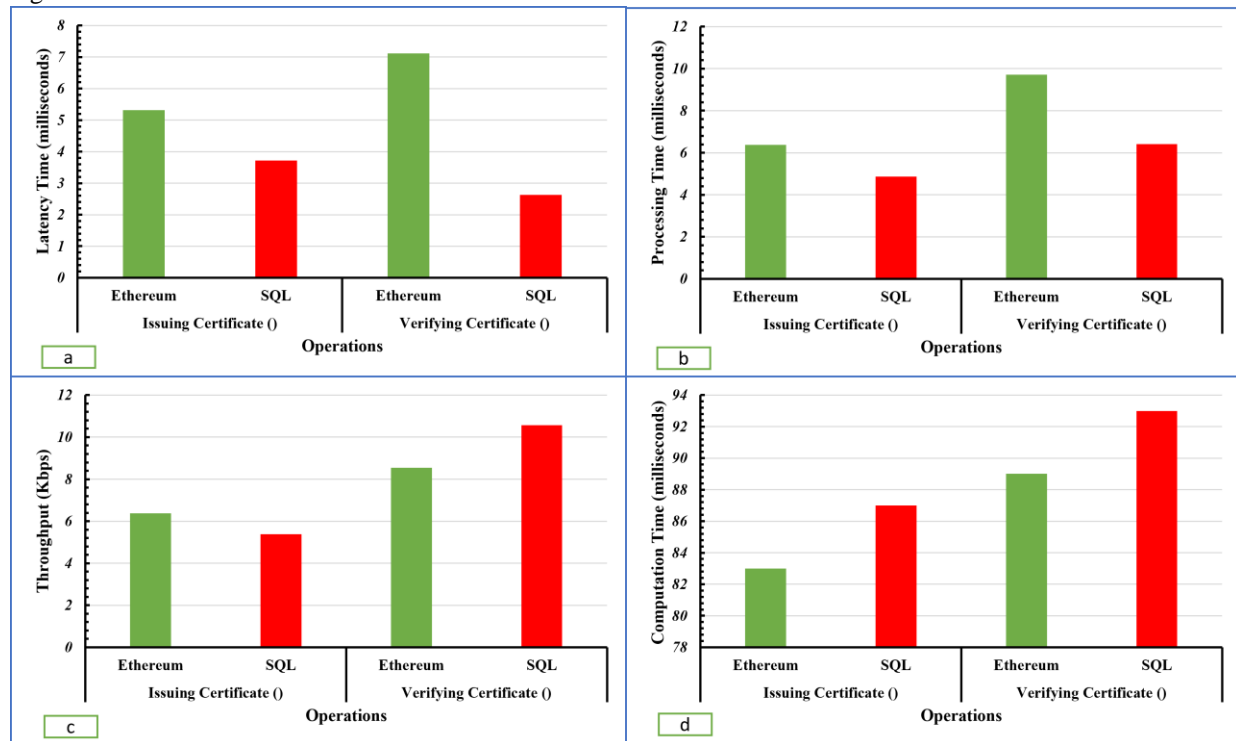 Latency Time (milliseconds)
8
7
6
5
4
3
2
1
0
Ethereum SQL Ethereum SQL
Issuing Certificate () Verifying Certificate ()
Operations
a
Processing Time (milliseconds)
12
10
8
6
4
2
0
Ethereum SQL Ethereum SQL
Issuing Certificate () Verifying Certificate ()
Operations
b
Throughput (Kbps)
12
10
8
6
4
2
0
Ethereum SQL Ethereum SQL
Issuing Certificate () Verifying Certificate ()
Operations
c
Computation Time (milliseconds)
94
92
90
88
86
84
82
80
78
Ethereum SQL Ethereum SQL
Issuing Certificate () Verifying Certificate ()
Operations
d